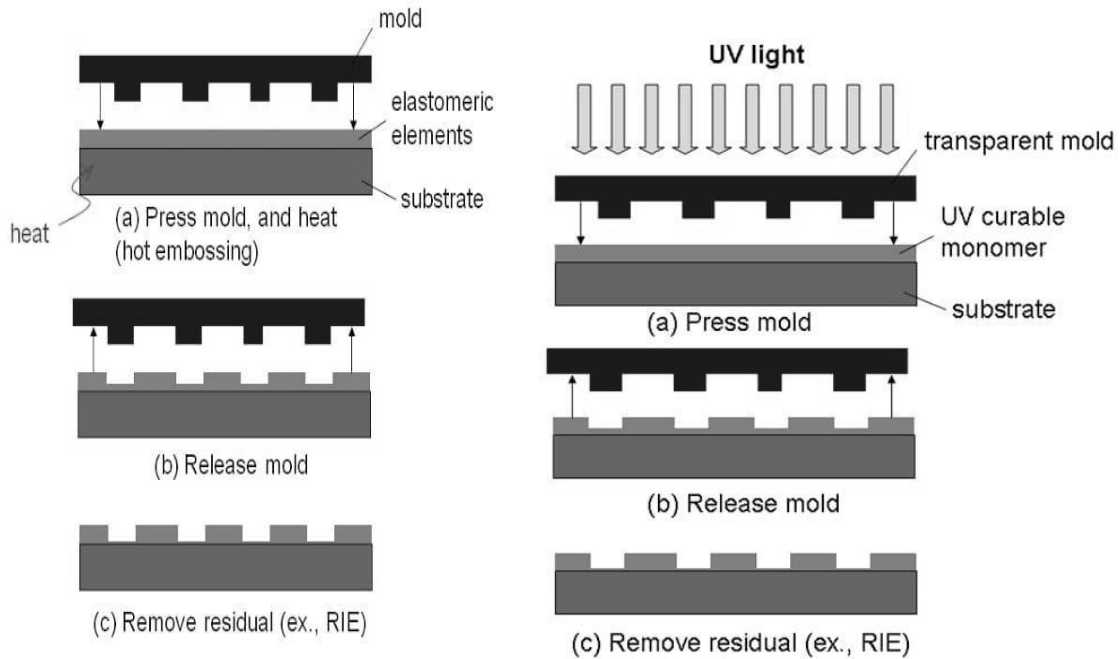 mold
elastomeric
elements
substrate
heat
(a) Press mold, and heat
(hot embossing)
(b) Release mold
(c) Remove residual (ex., RIE)
UV light
transparent mold
UV curable
monomer
substrate
(a) Press mold
(b) Release mold
(c) Remove residual (ex., RIE)